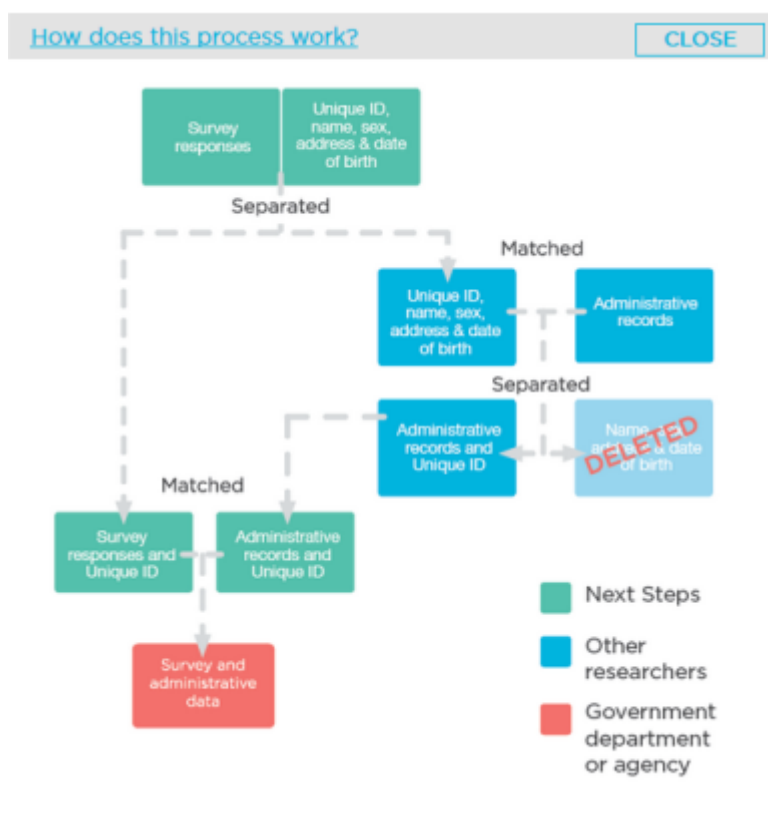 How does this process work?
CLOSE
Survey
responses
Unique ID,
name, sex,
address & date
of birth
Separated
Matched
Unique ID,
name, sex,
address & date
of birth
Administrative
records
Separated
Administrative
records and
Unique ID
Name,
address & date
of birth
DELETED
Matched
Survey
responses and
Unique ID
Administrative
records and
Unique ID
Survey and
administrative
data
Next Steps
Other
researchers
Government
department
or agency